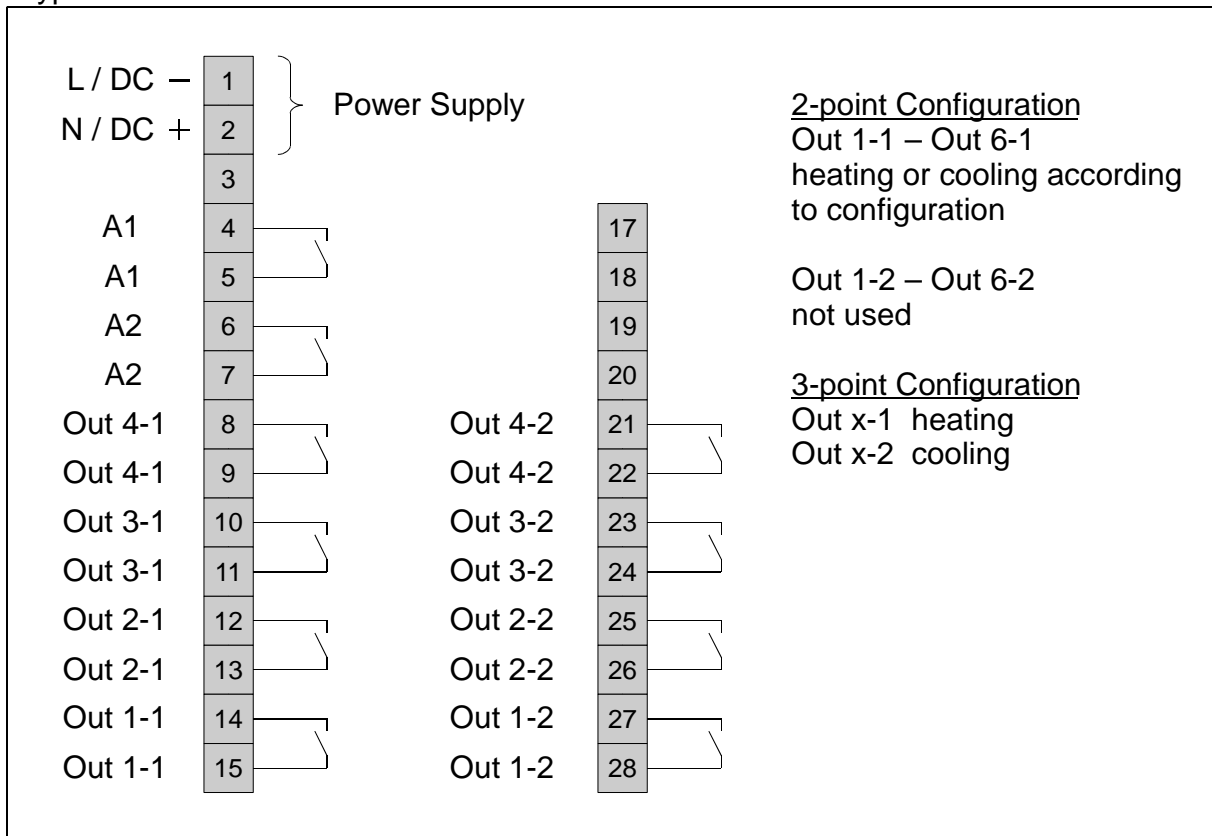 L / DC − 1
N / DC + 2
Power Supply
3
A1 4
A1 5
A2 6
A2 7
Out 4-1 8
Out 4-1 9
Out 3-1 10
Out 3-1 11
Out 2-1 12
Out 2-1 13
Out 1-1 14
Out 1-1 15
17
18
19
20
Out 4-2 21
Out 4-2 22
Out 3-2 23
Out 3-2 24
Out 2-2 25
Out 2-2 26
Out 1-2 27
Out 1-2 28
2-point Configuration
Out 1-1 – Out 6-1
heating or cooling according
to configuration
Out 1-2 – Out 6-2
not used
3-point Configuration
Out x-1 heating
Out x-2 cooling